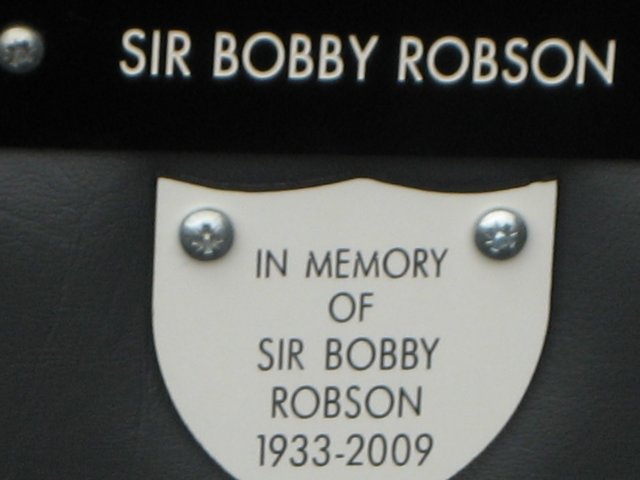 SIR BOBBY ROBSON
IN MEMORY
OF
SIR BOBBY
ROBSON
1933-2009